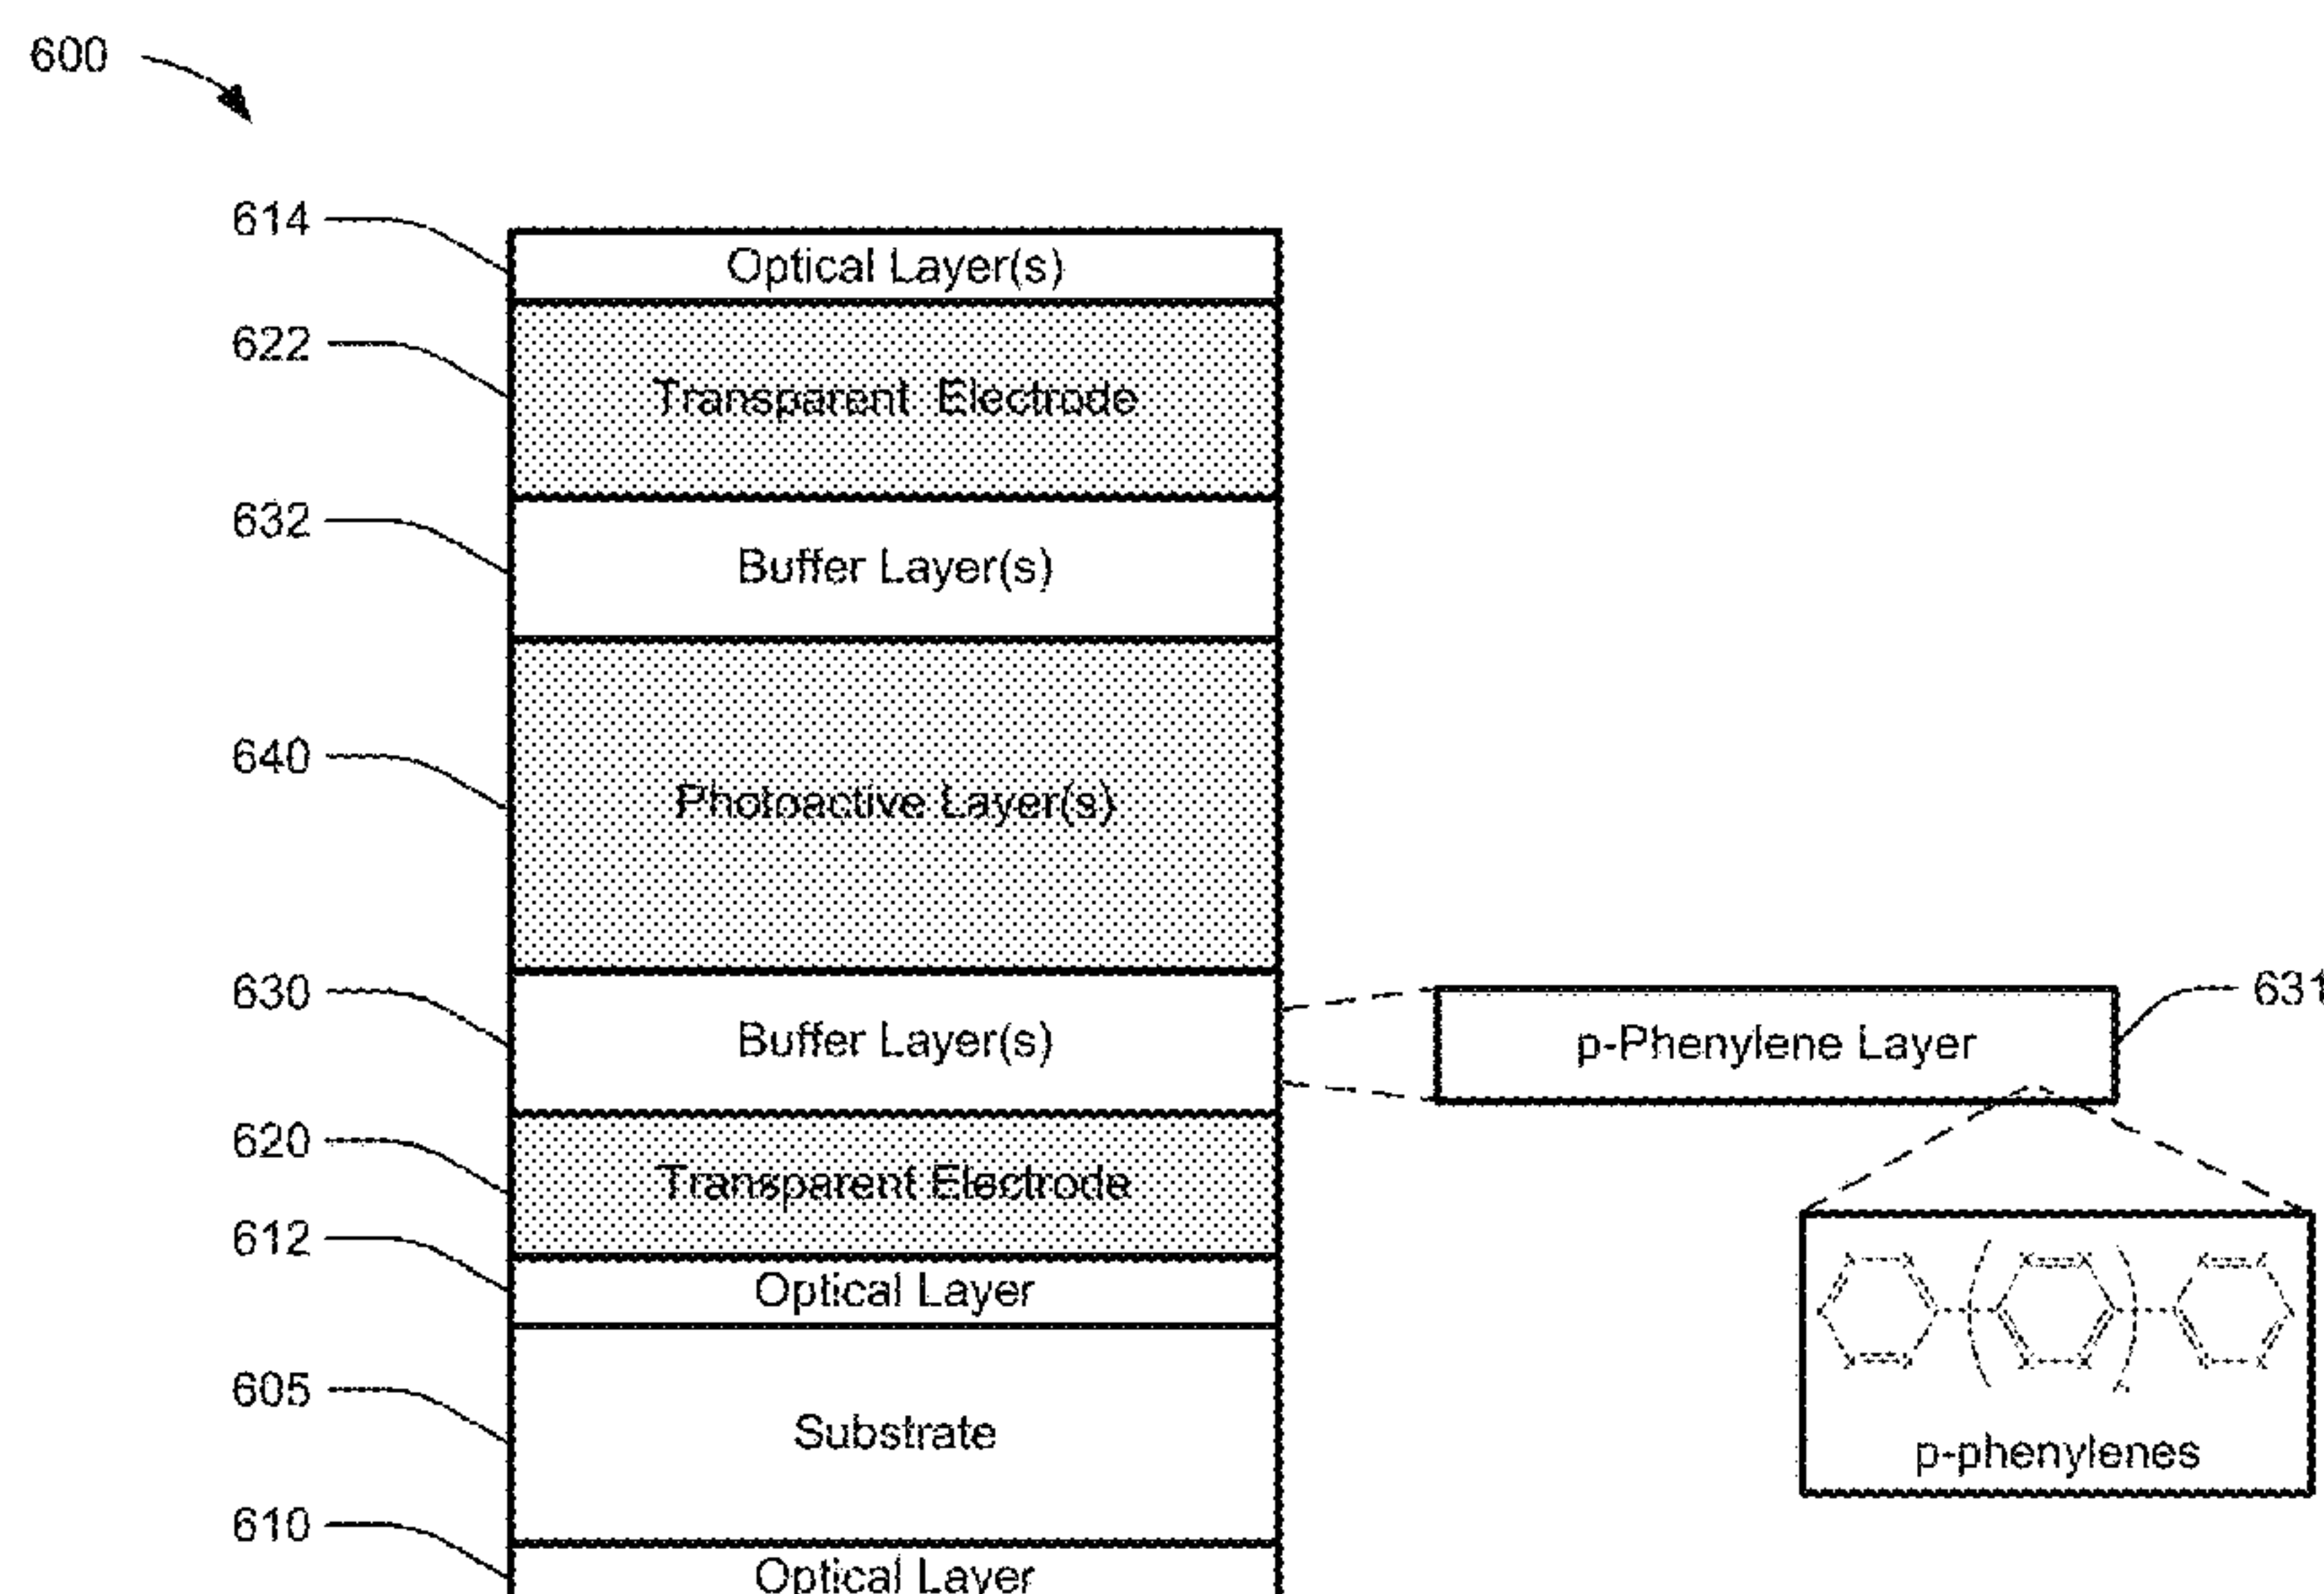 600
614
Optical Layer(s)
622
Transparent Electrode
632
Buffer Layer(s)
640
Photoactive Layer(s)
630
Buffer Layer(s)
p-Phenylene Layer
631
620
Transparent Electrode
612
Optical Layer
605
Substrate
p-phenylenes
610
Optical Layer